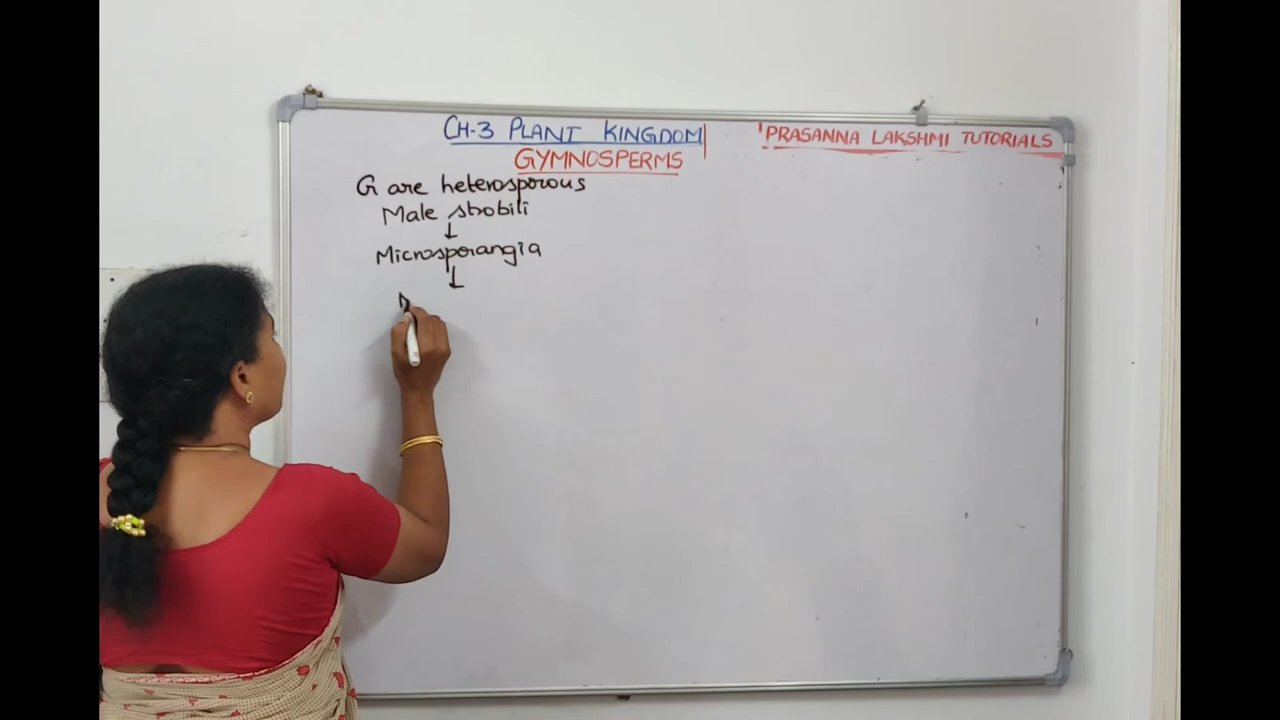 CH-3 PLANT KINGDOM
'PRASANNA LAKSHMI TUTORIALS
GYMNOSPERMS
G are heterosporous
Male strobili
↓
Microsporangia
↓